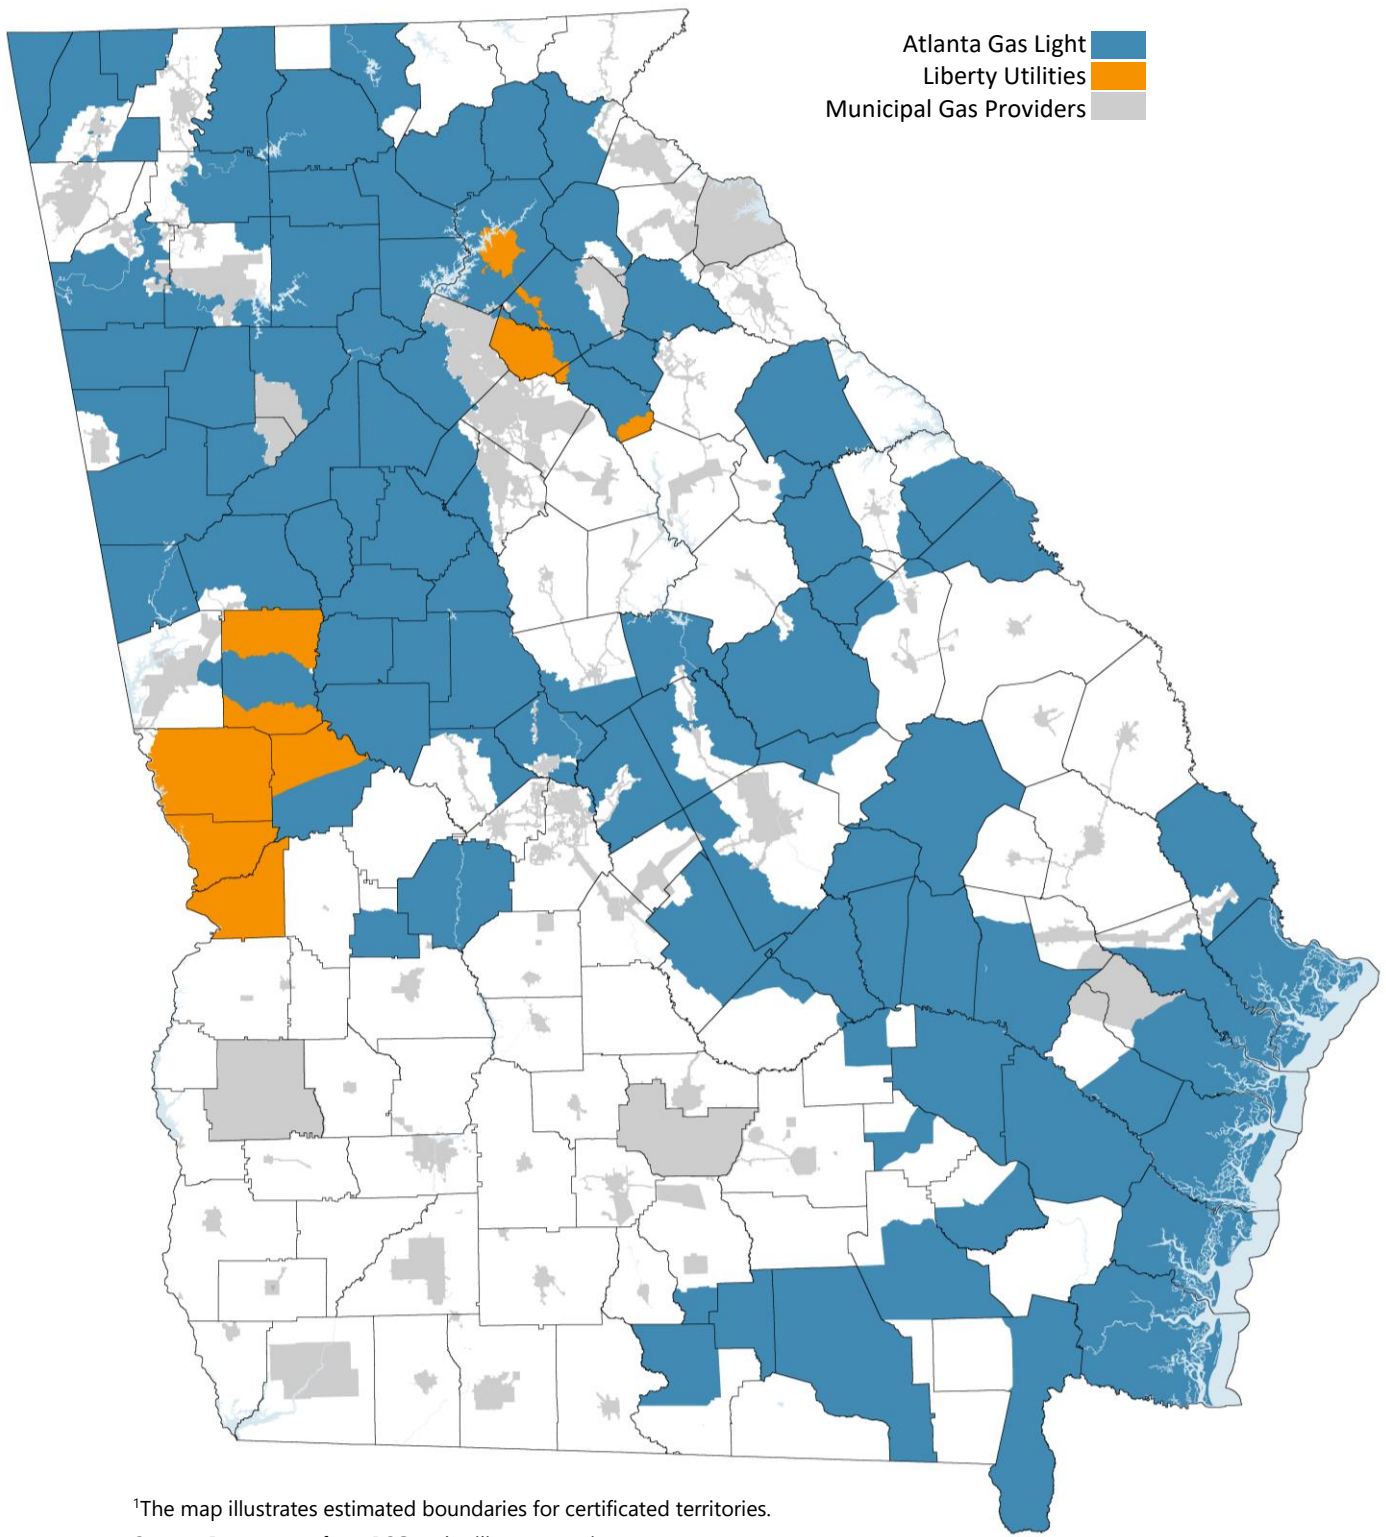 Atlanta Gas Light
Liberty Utilities
Municipal Gas Providers
¹The map illustrates estimated boundaries for certificated territories.